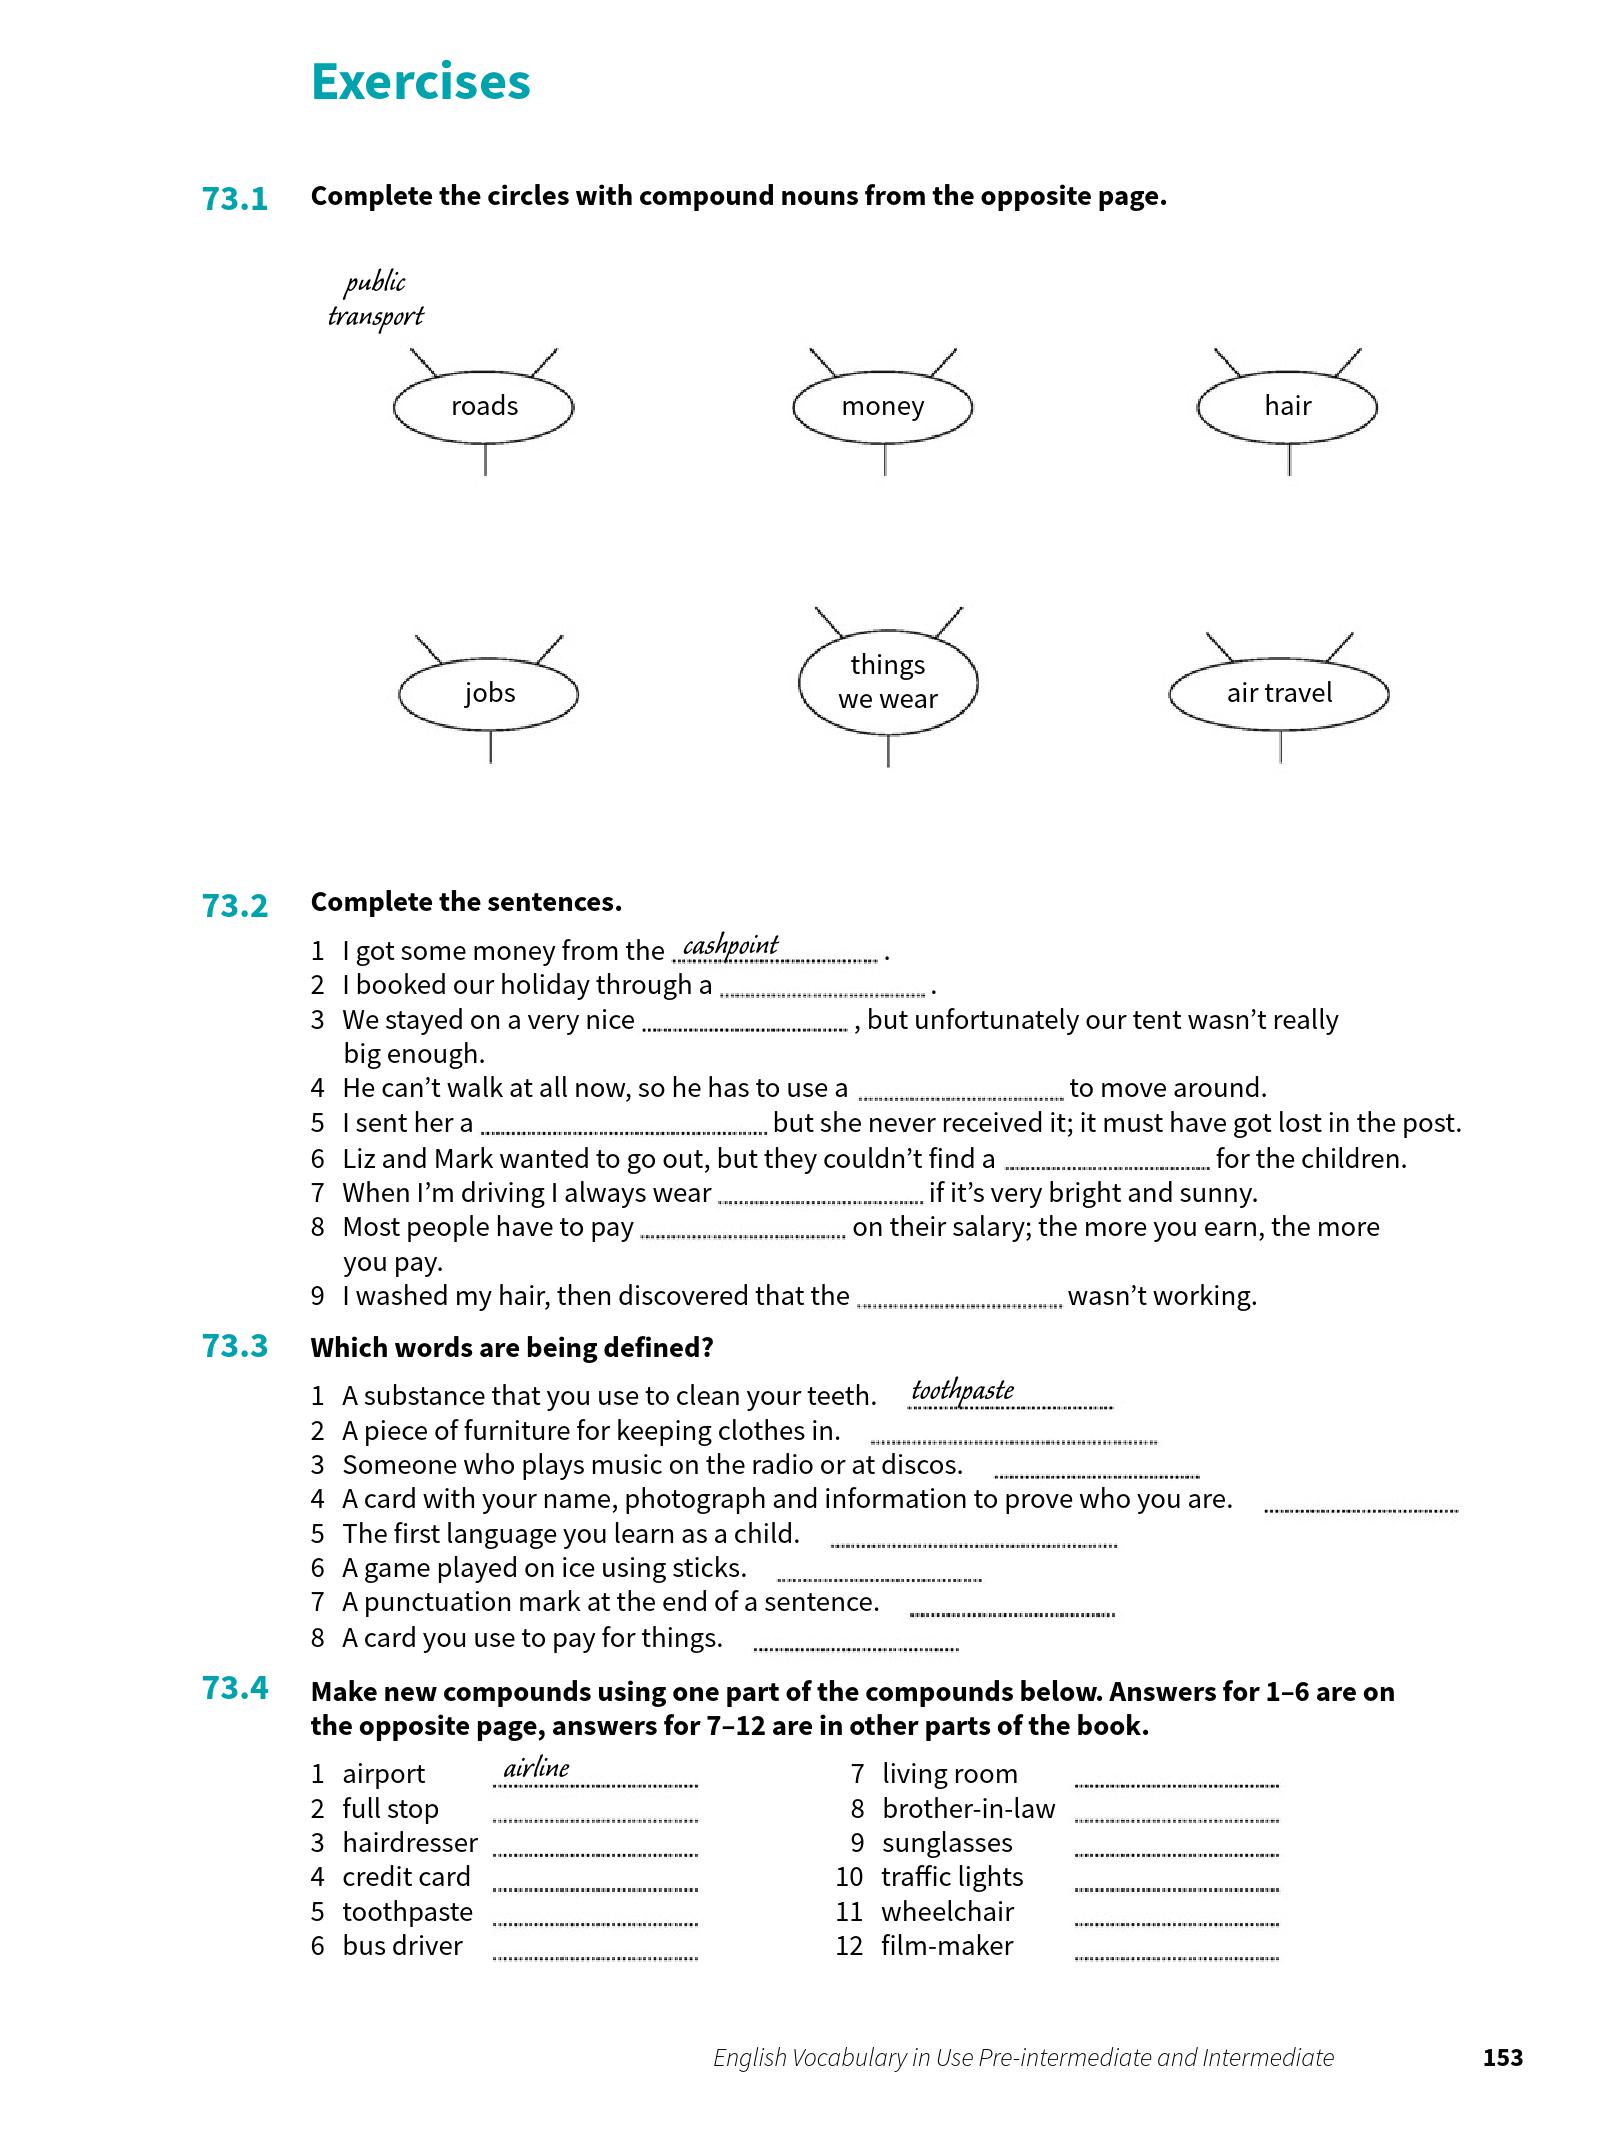 Exercises
73.1 Complete the circles with compound nouns from the opposite page.
public
transport
roads
money
hair
jobs
things
we wear
air travel
73.2 Complete the sentences.
1 I got some money from the cashpoint .
2 I booked our holiday through a .
3 We stayed on a very nice , but unfortunately our tent wasn’t really
big enough.
4 He can’t walk at all now, so he has to use a to move around.
5 I sent her a but she never received it; it must have got lost in the post.
6 Liz and Mark wanted to go out, but they couldn’t find a for the children.
7 When I’m driving I always wear if it’s very bright and sunny.
8 Most people have to pay on their salary; the more you earn, the more
you pay.
9 I washed my hair, then discovered that the wasn’t working.
73.3 Which words are being defined?
1 A substance that you use to clean your teeth. toothpaste
2 A piece of furniture for keeping clothes in.
3 Someone who plays music on the radio or at discos.
4 A card with your name, photograph and information to prove who you are.
5 The first language you learn as a child.
6 A game played on ice using sticks.
7 A punctuation mark at the end of a sentence.
8 A card you use to pay for things.
73.4 Make new compounds using one part of the compounds below. Answers for 1–6 are on
the opposite page, answers for 7–12 are in other parts of the book.
1 airport airline
2 full stop
3 hairdresser
4 credit card
5 toothpaste
6 bus driver
7 living room
8 brother-in-law
9 sunglasses
10 traffic lights
11 wheelchair
12 film-maker
English Vocabulary in Use Pre-intermediate and Intermediate 153